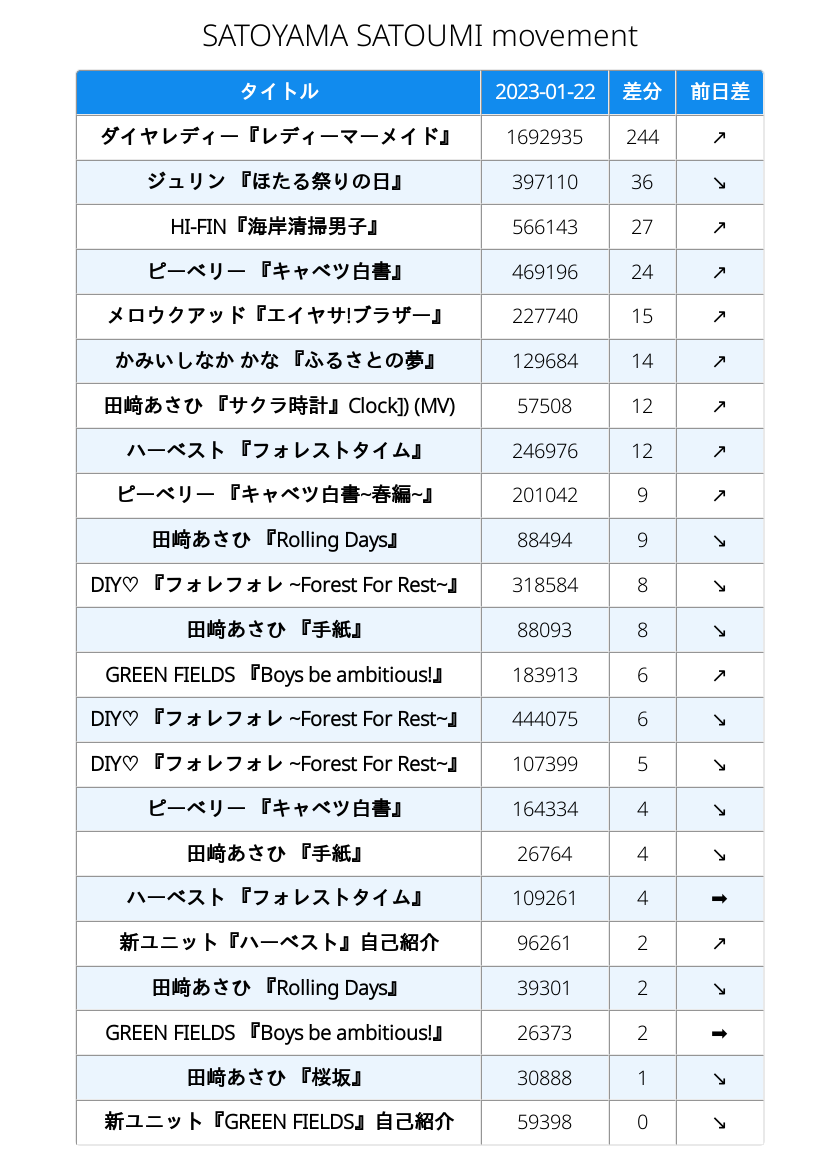 SATOYAMA SATOUMI movement
タイトル 2023-01-22 差分 前日差
ダイヤレディー『レディーマーメイド』 1692935 244 ↗
ジュリン 『ほたる祭りの日』 397110 36 ↘
HI-FIN『海岸清掃男子』 566143 27 ↗
ピーベリー 『キャベツ白書』 469196 24 ↗
メロウクアッド『エイヤサ!ブラザー』 227740 15 ↗
かみいしなか かな 『ふるさとの夢』 129684 14 ↗
田﨑あさひ 『サクラ時計』Clock]) (MV) 57508 12 ↗
ハーベスト 『フォレストタイム』 246976 12 ↗
ピーベリー 『キャベツ白書~春編~』 201042 9 ↗
田﨑あさひ 『Rolling Days』 88494 9 ↘
DIY♡ 『フォレフォレ ~Forest For Rest~』 318584 8 ↘
田﨑あさひ 『手紙』 88093 8 ↘
GREEN FIELDS 『Boys be ambitious!』 183913 6 ↗
DIY♡ 『フォレフォレ ~Forest For Rest~』 444075 6 ↘
DIY♡ 『フォレフォレ ~Forest For Rest~』 107399 5 ↘
ピーベリー 『キャベツ白書』 164334 4 ↘
田﨑あさひ 『手紙』 26764 4 ↘
ハーベスト 『フォレストタイム』 109261 4 ➡
新ユニット『ハーベスト』自己紹介 96261 2 ↗
田﨑あさひ 『Rolling Days』 39301 2 ↘
GREEN FIELDS 『Boys be ambitious!』 26373 2 ➡
田﨑あさひ 『桜坂』 30888 1 ↘
新ユニット『GREEN FIELDS』自己紹介 59398 0 ↘